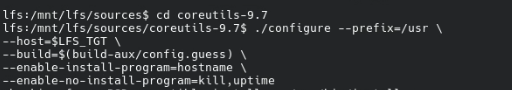 lfs:/mnt/lfs/sources$ cd coreutils-9.7
lfs:/mnt/lfs/sources/coreutils-9.7$ ./configure --prefix=/usr \
--host=$LFS_TGT \
--build=$(build-aux/config.guess) \
--enable-install-program=hostname \
--enable-no-install-program=kill,uptime